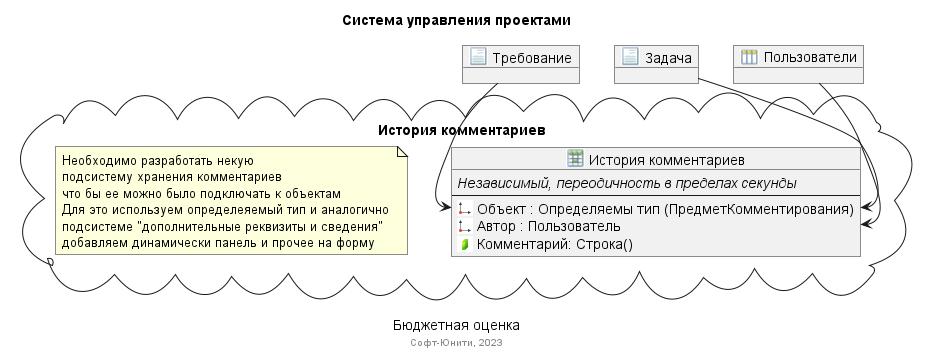 Система управления проектами
Требование
Задача
Пользователи
История комментариев
Необходимо разработать некую
подсистему хранения комментариев
что бы ее можно было подключать к объектам
Для это используем определеяемый тип и аналогично
подсистеме "дополнительные реквизиты и сведения"
добавляем динамически панель и прочее на форму
История комментариев
Независимый, переодичность в пределах секунды
Объект : Определяемы тип (ПредметКомментирования)
Автор : Пользователь
Комментарий: Строка()
Бюджетная оценка
Софт-Юнити, 2023